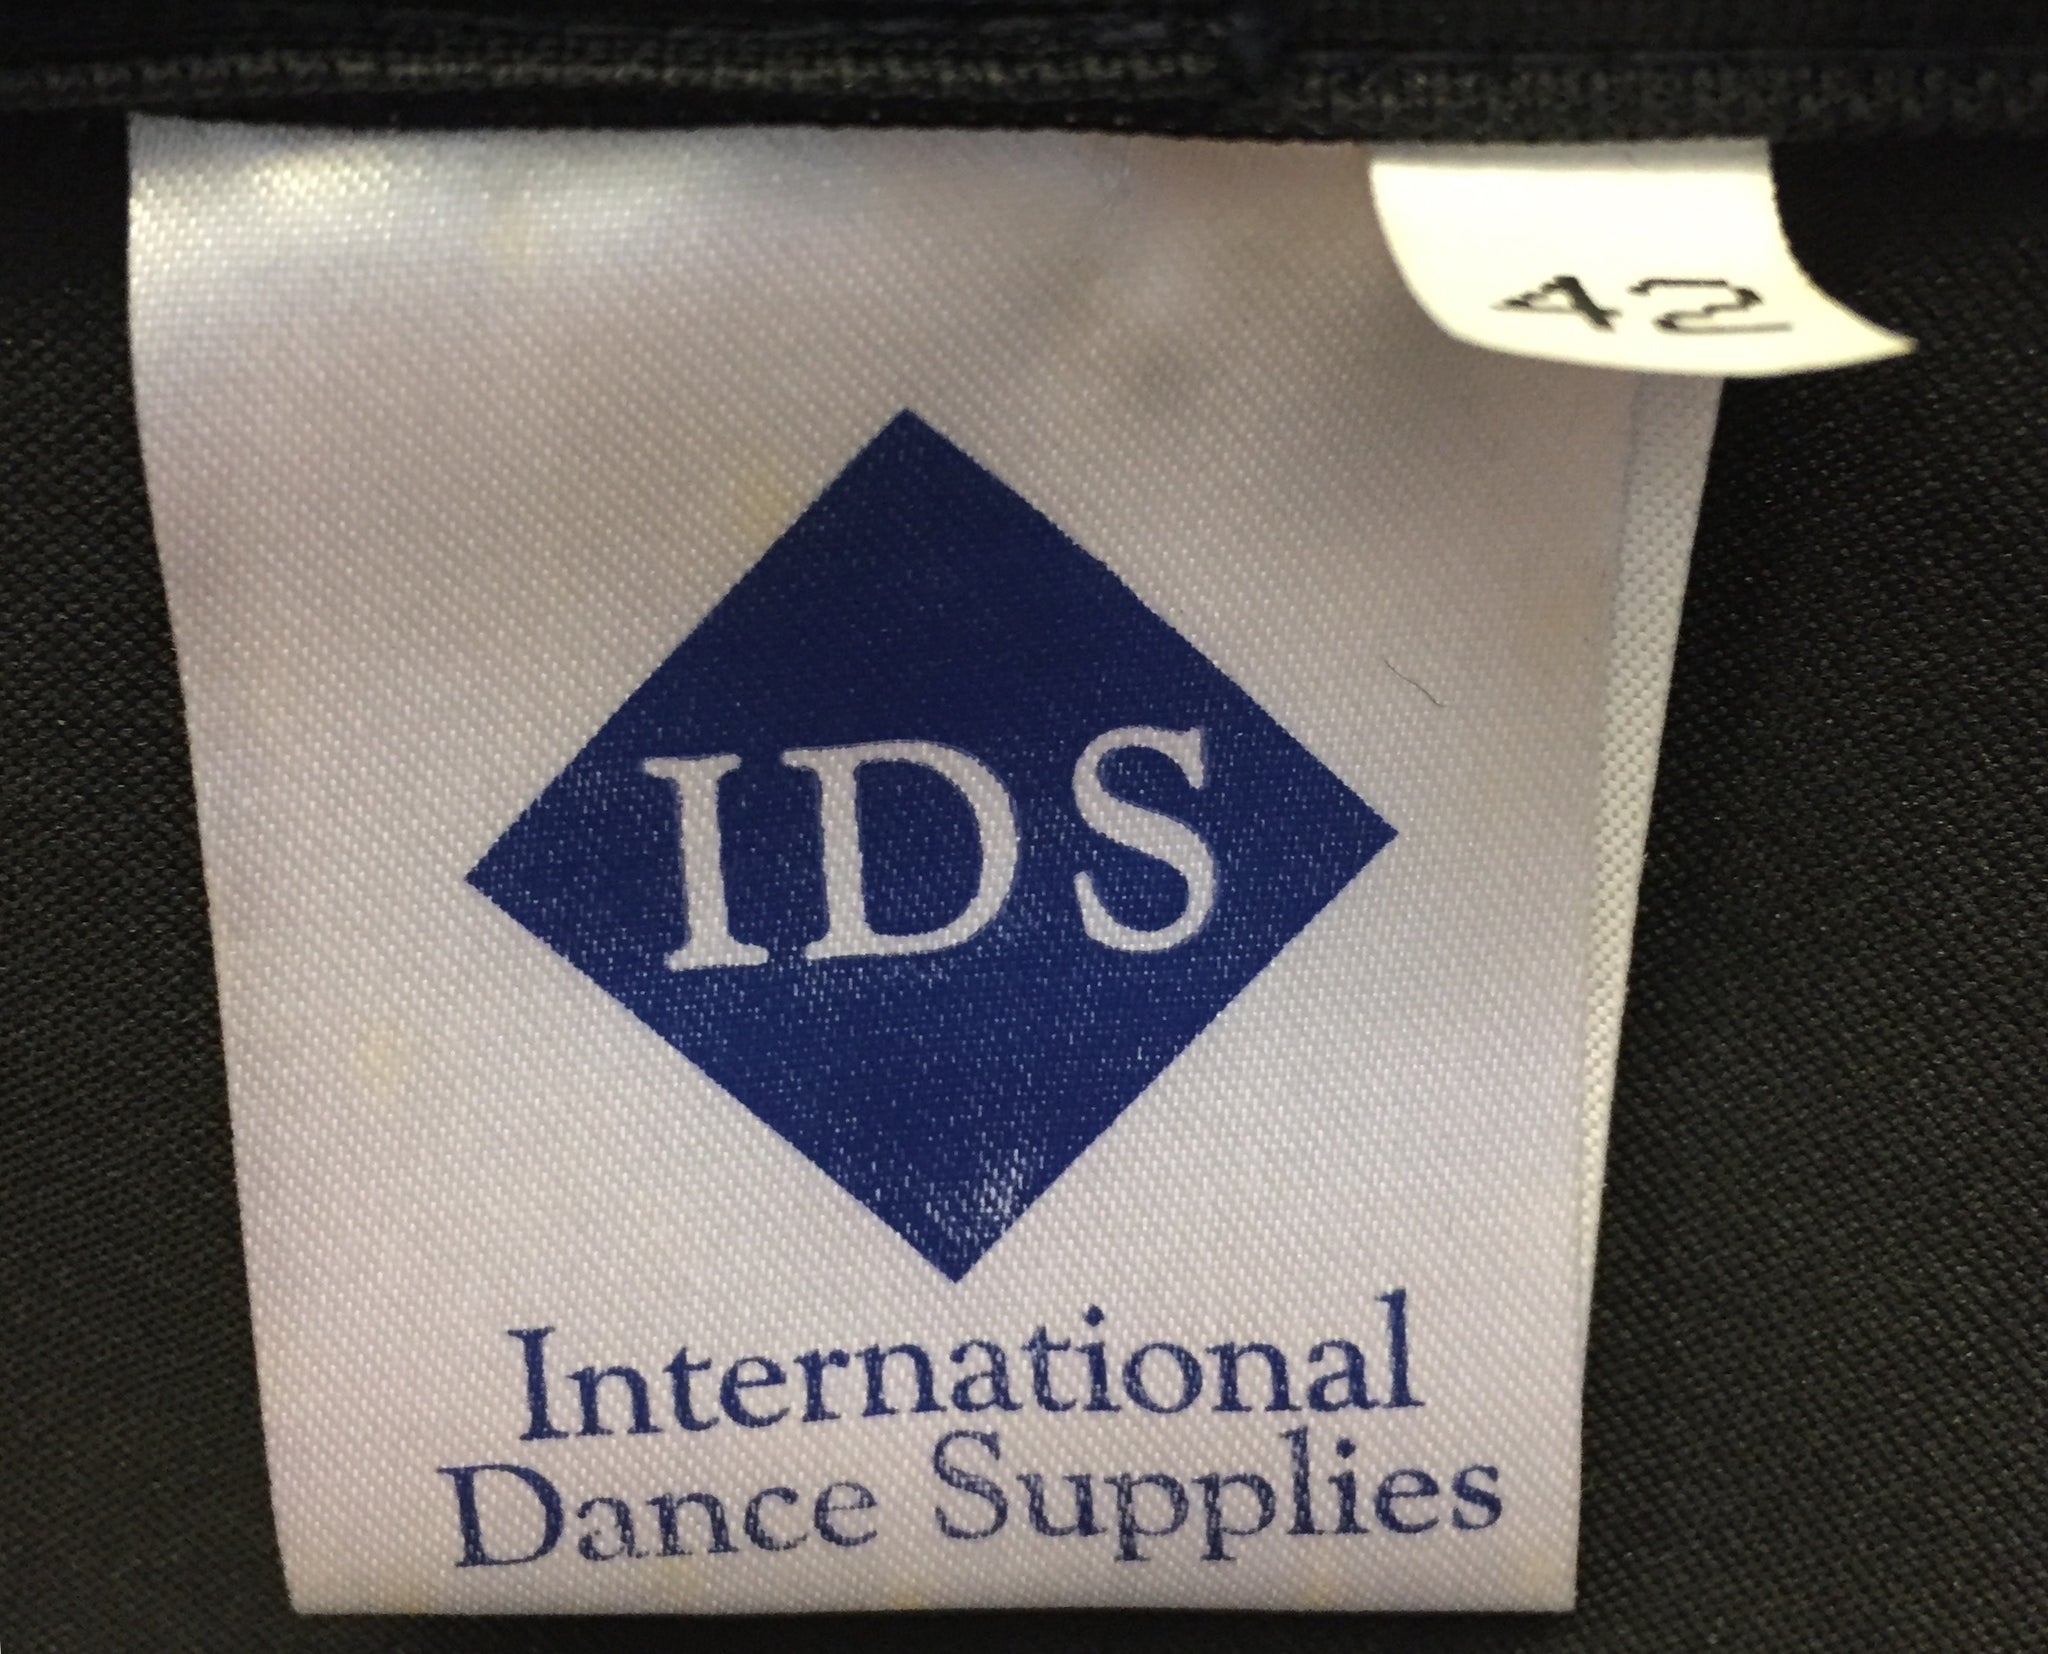 42
IDS
International
Dance Supplies